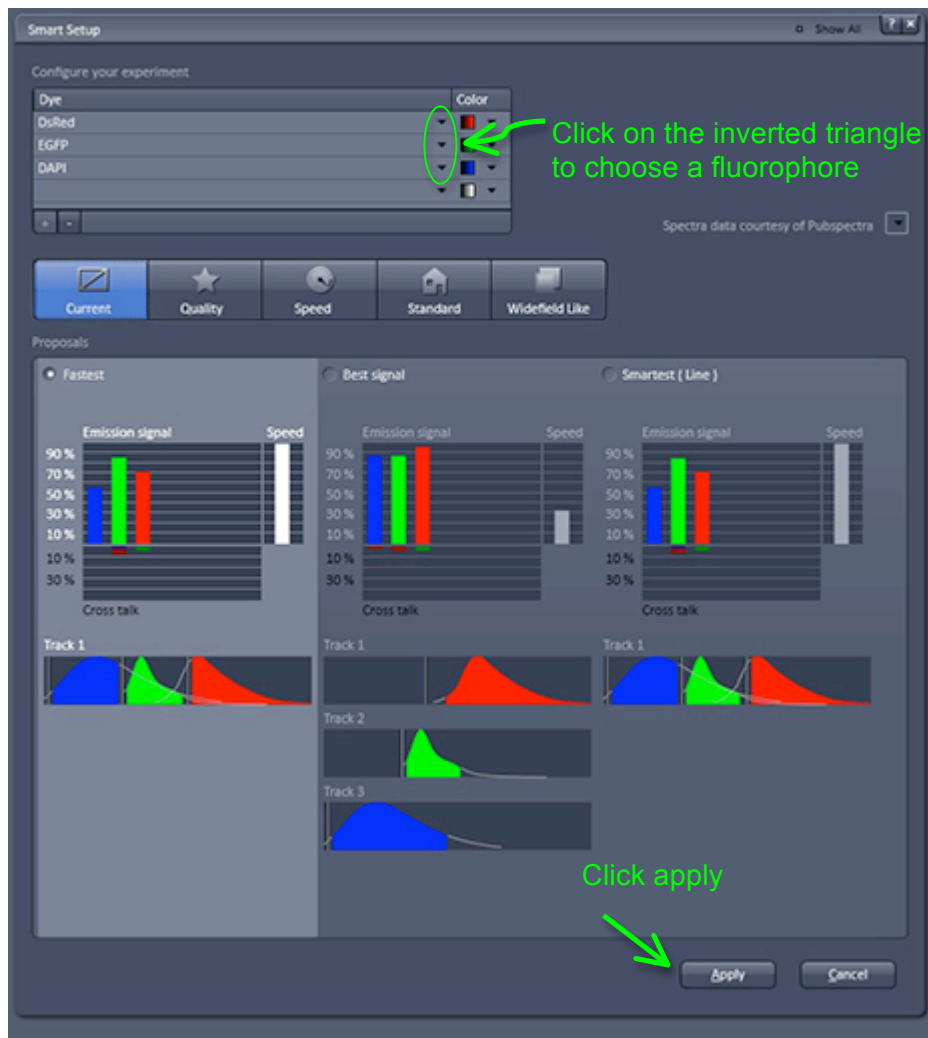 Smart Setup
Show All
? ×
Configure your experiment
Dye Color
DsRed
EGFP
DAPI
Click on the inverted triangle
to choose a fluorophore
+ -
Spectra data courtesy of Pubspectra
Current Quality Speed Standard Widefield Like
Proposals
Fastest
Emission signal Speed
90 %
70 %
50 %
30 %
10 %
10 %
30 %
Cross talk
Track 1
Best signal
Emission signal Speed
90 %
70 %
50 %
30 %
10 %
10 %
30 %
Cross talk
Track 1
Track 2
Track 3
Smartest ( Line )
Emission signal Speed
90 %
70 %
50 %
30 %
10 %
10 %
30 %
Cross talk
Track 1
Click apply
Apply Cancel